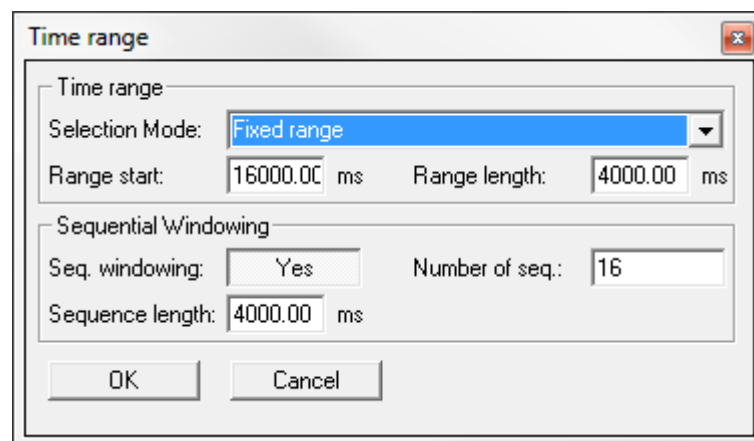 Time range
Time range
Selection Mode: Fixed range
Range start: 16000.00 ms Range length: 4000.00 ms
Sequential Windowing
Seq. windowing: Yes Number of seq.: 16
Sequence length: 4000.00 ms
OK Cancel